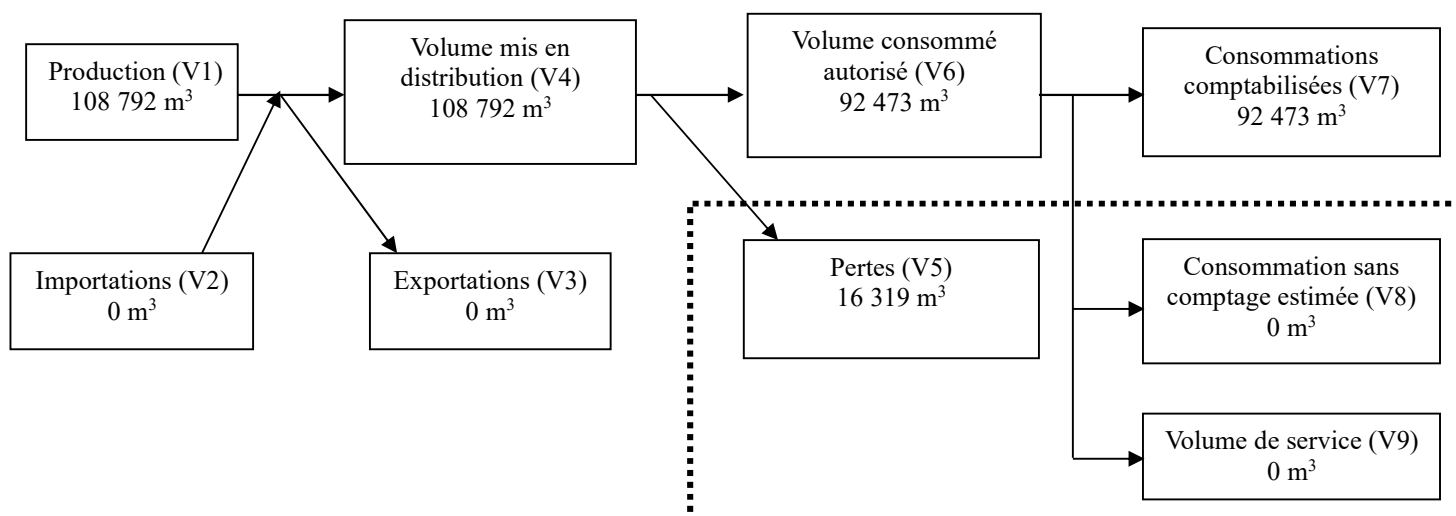 Production (V1)
108 792 m³
Volume mis en
distribution (V4)
108 792 m³
Volume consommé
autorisé (V6)
92 473 m³
Consommations
comptabilisées (V7)
92 473 m³
Importations (V2)
0 m³
Exportations (V3)
0 m³
Pertes (V5)
16 319 m³
Consommation sans
comptage estimée (V8)
0 m³
Volume de service (V9)
0 m³